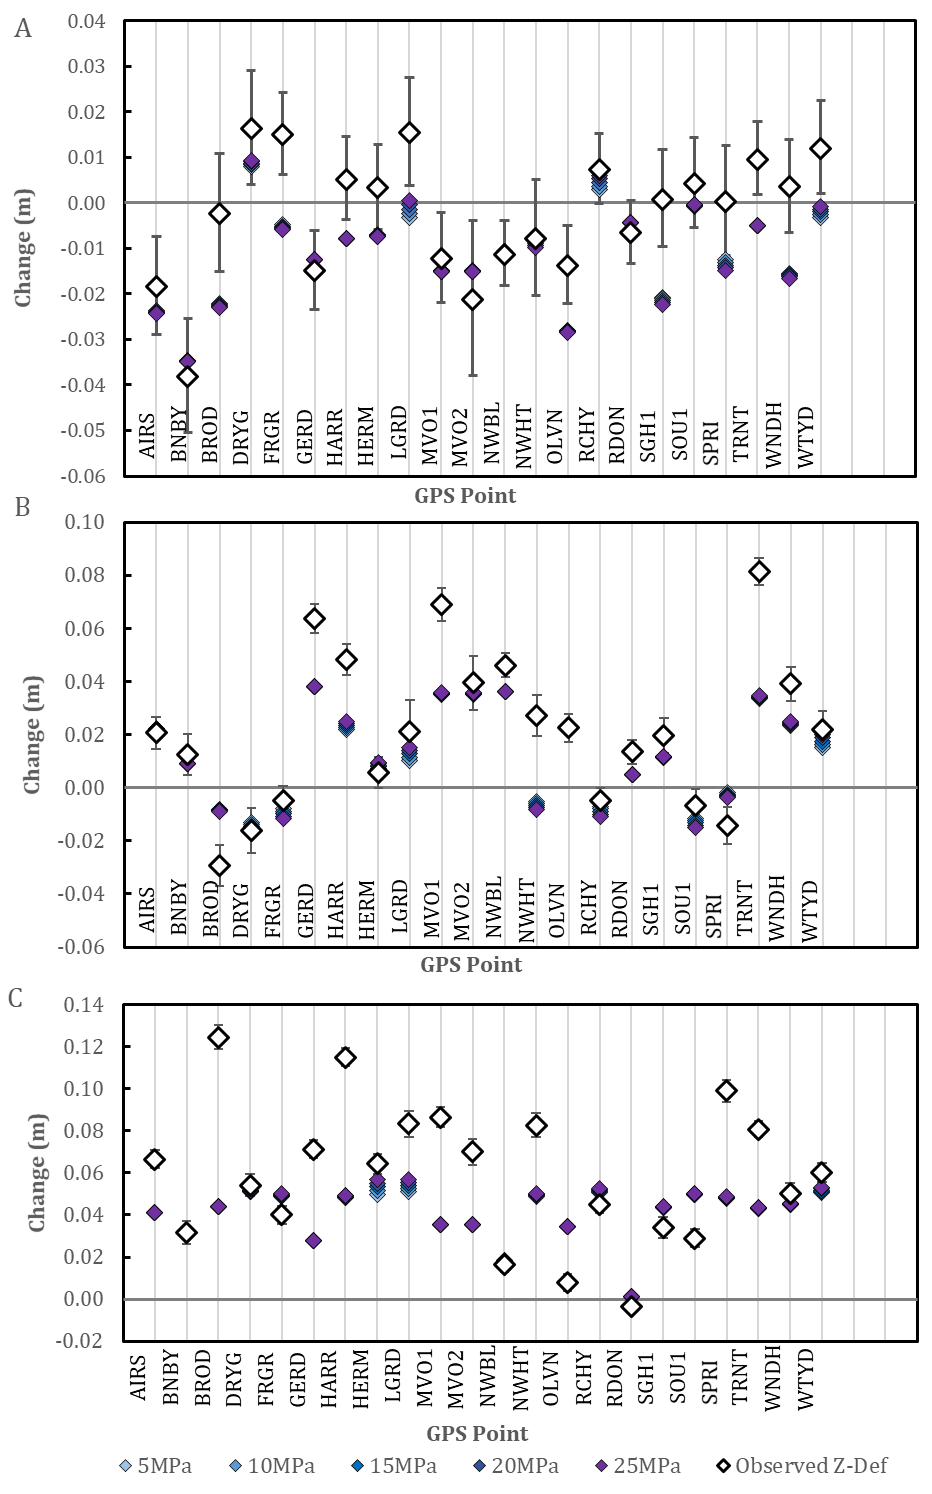 A
0.04
0.03
0.02
0.01
0.00
-0.01
-0.02
-0.03
-0.04
-0.05
-0.06
Change (m)
AIRS BNBY BROD DRYG FRGR GERD HARR HERM LGRD MVO1 MVO2 NWBL NWHT OLVN RCHY RDON SGH1 SOU1 SPRI TRNT WNDH WTYD
GPS Point
B
0.10
0.08
0.06
0.04
0.02
0.00
-0.02
-0.04
-0.06
Change (m)
AIRS BNBY BROD DRYG FRGR GERD HARR HERM LGRD MVO1 MVO2 NWBL NWHT OLVN RCHY RDON SGH1 SOU1 SPRI TRNT WNDH WTYD
GPS Point
C
0.14
0.12
0.10
0.08
0.06
0.04
0.02
0.00
-0.02
Change (m)
AIRS BNBY BROD DRYG FRGR GERD HARR HERM LGRD MVO1 MVO2 NWBL NWHT OLVN RCHY RDON SGH1 SOU1 SPRI TRNT WNDH WTYD
GPS Point
5MPa 10MPa 15MPa 20MPa 25MPa Observed Z-Def